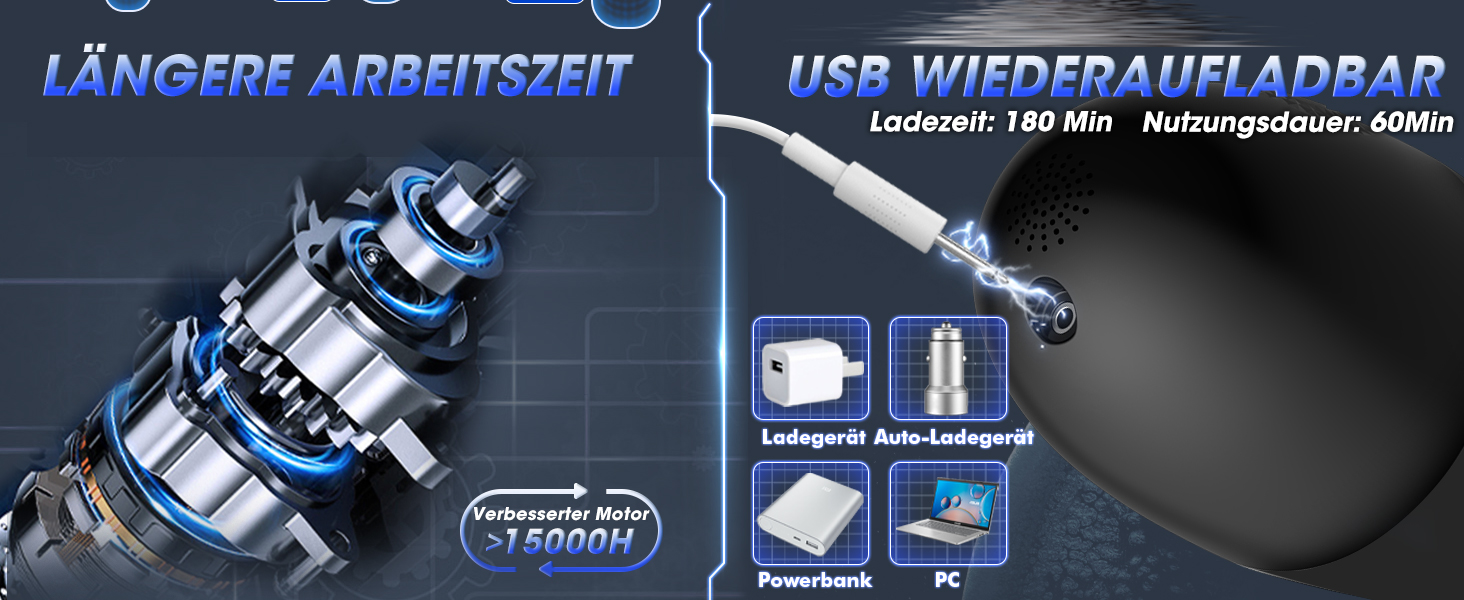 LÄNGERE ARBEITSZEIT
Verbesserter Motor
>15000H
USB WIEDERAUFLADBAR
Ladezeit: 180 Min Nutzungsdauer: 60Min
Ladegerät Auto-Ladegerät
Powerbank PC